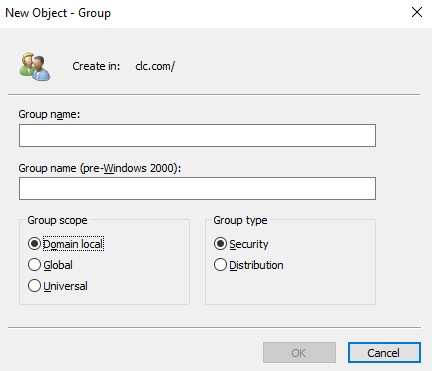 New Object - Group
Create in: clc.com/
Group name:
Group name (pre-Windows 2000):
Group scope
Domain local
Global
Universal
Group type
Security
Distribution
OK
Cancel